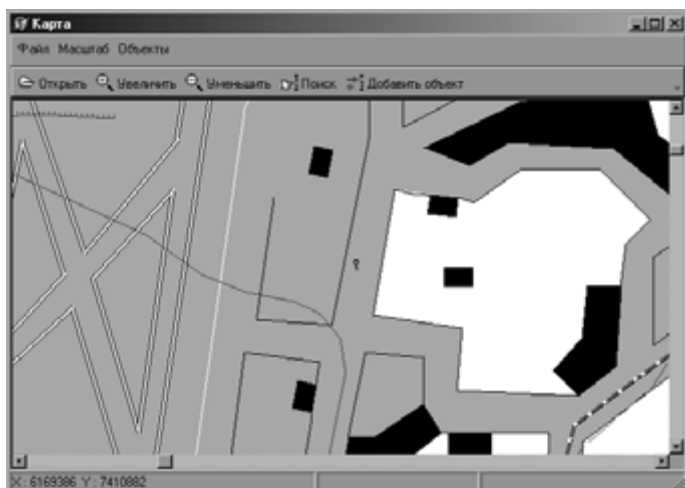 Карта
Файл Масштаб Объекты
Открыть Увеличить Уменьшить Поиск Добавить объект
X : 6169386 Y : 7410882